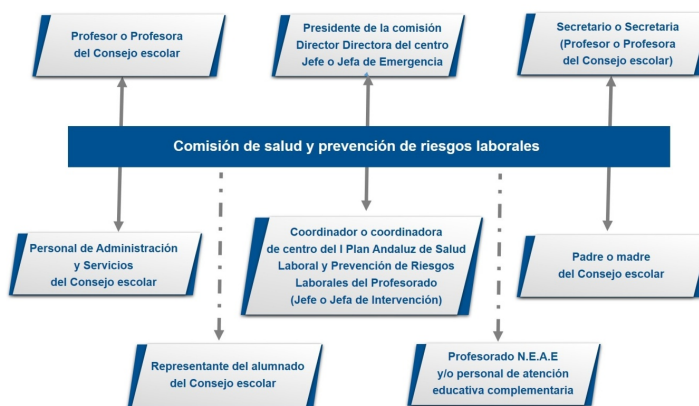 Profesor o Profesora
del Consejo escolar
Presidente de la comisión
Director Directora del centro
Jefe o Jefa de Emergencia
Secretario o Secretaria
(Profesor o Profesora
del Consejo escolar)
Comisión de salud y prevención de riesgos laborales
Personal de Administración
y Servicios
del Consejo escolar
Coordinador o coordinadora
de centro del I Plan Andaluz de Salud
Laboral y Prevención de Riesgos
Laborales del Profesorado
(Jefe o Jefa de Intervención)
Padre o madre
del Consejo escolar
Representante del alumnado
del Consejo escolar
Profesorado N.E.A.E
y/o personal de atención
educativa complementaria